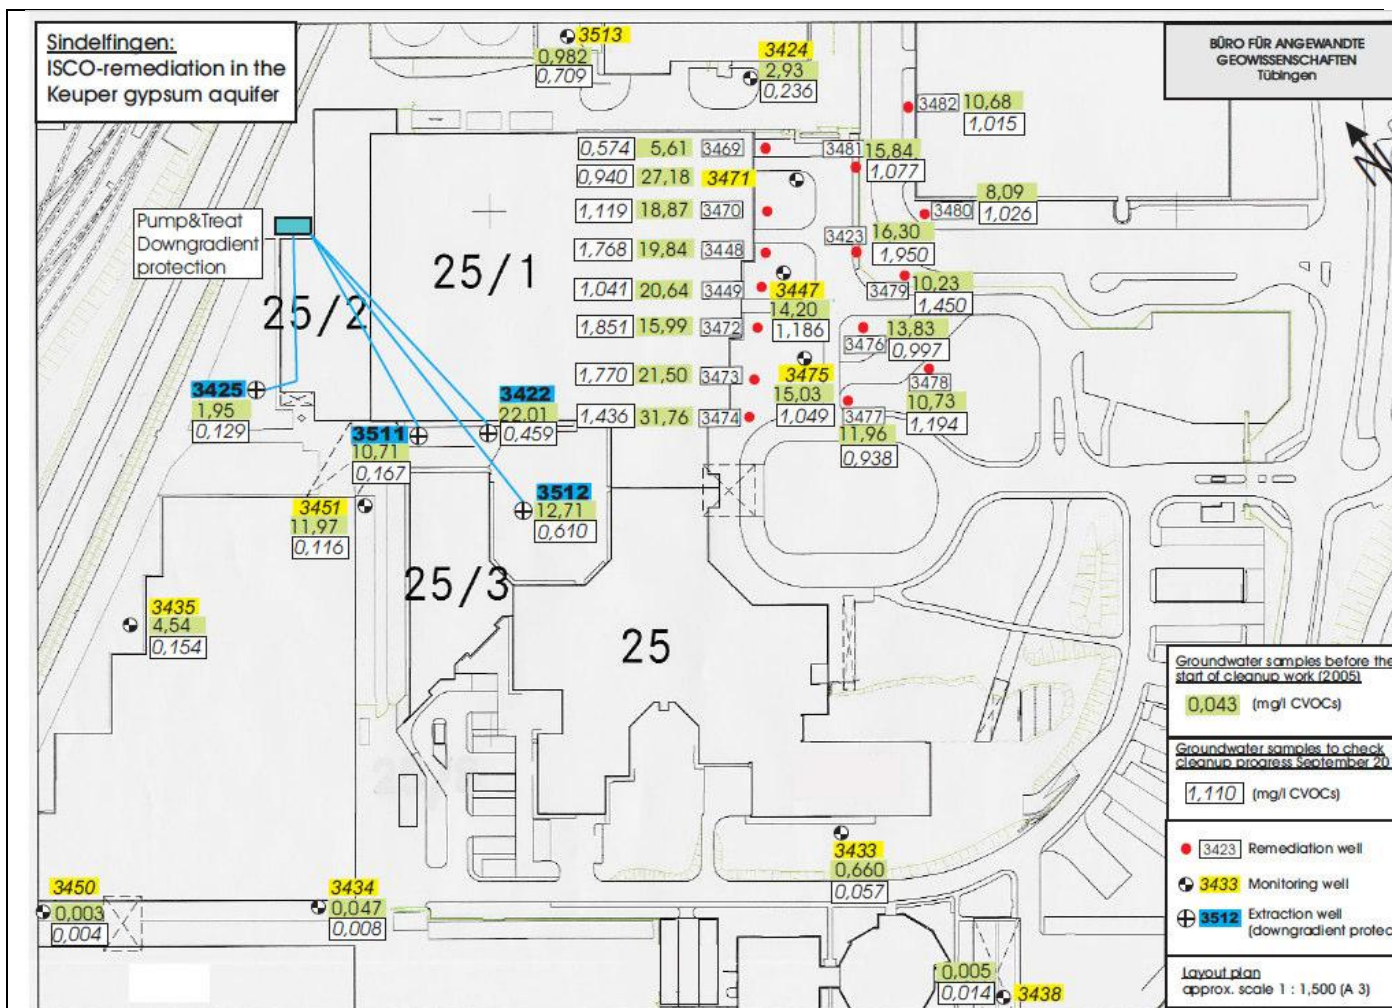 Sindelfingen:
ISCO-remediation in the
Keuper gypsum aquifer
3513
0,982
0,709
3424
2,93
0,236
BÜRO FÜR ANGEWANDTE
GEOWISSENSCHAFTEN
Tübingen
3482 10,68
1,015
0,574 5,61 3469
3481 15,84
1,077
0,940 27,18 3471
1,119 18,87 3470
8,09
3480 1,026
Pump&Treat
Downgradient
protection
1,768 19,84 3448
3423 16,30
1,950
25/1
1,041 20,64 3449
3447
14,20
1,186
3479 10,23
1,450
25/2
1,851 15,99 3472
13,83
3476 0,997
1,770 21,50 3473
3475
15,03
1,049
3478
10,73
1,194
3425
1,95
0,129
3422
22,01
0,459
1,436 31,76 3474
3477
11,96
0,938
3511
10,71
0,167
3512
12,71
0,610
3451
11,97
0,116
25/3
3435
4,54
0,154
25
Groundwater samples before the
start of cleanup work (2005)
0,043 (mg/l CVOCs)
Groundwater samples to check
cleanup progress September 20
1,110 (mg/l CVOCs)
3423 Remediation well
3433 Monitoring well
3512 Extraction well
(downgradient protec
Layout plan
approx. scale 1 : 1,500 (A 3)
3433
0,660
0,057
3450
0,003
0,004
3434
0,047
0,008
0,005
0,014 3438